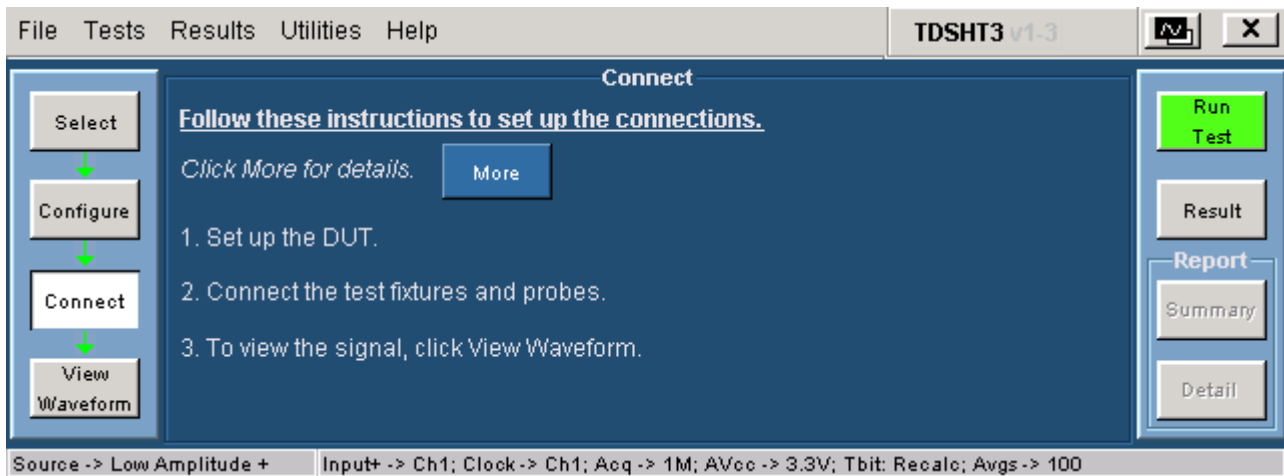 File Tests Results Utilities Help TDSHT3 v1-3 X
Connect
Select
Configure
Connect
View
Waveform
Follow these instructions to set up the connections.
Click More for details. More
1. Set up the DUT.
2. Connect the test fixtures and probes.
3. To view the signal, click View Waveform.
Run
Test
Result
Report
Summary
Detail
Source -> Low Amplitude + Input+ -> Ch1; Clock -> Ch1; Acq -> 1M; AVcc -> 3.3V; Tbit: Recalc; Avgs -> 100